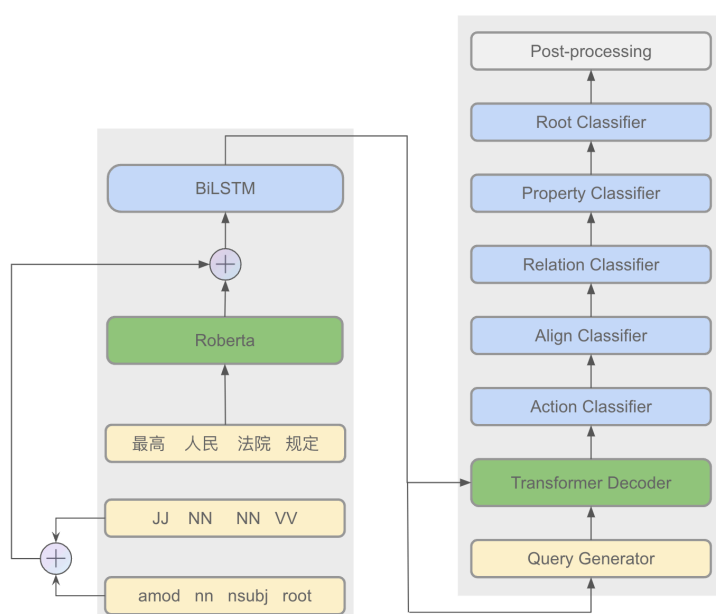 Post-processing
Root Classifier
Property Classifier
Relation Classifier
Align Classifier
Action Classifier
Transformer Decoder
Query Generator
BiLSTM
Roberta
最高 人民 法院 规定
JJ NN NN VV
amod nn nsubj root